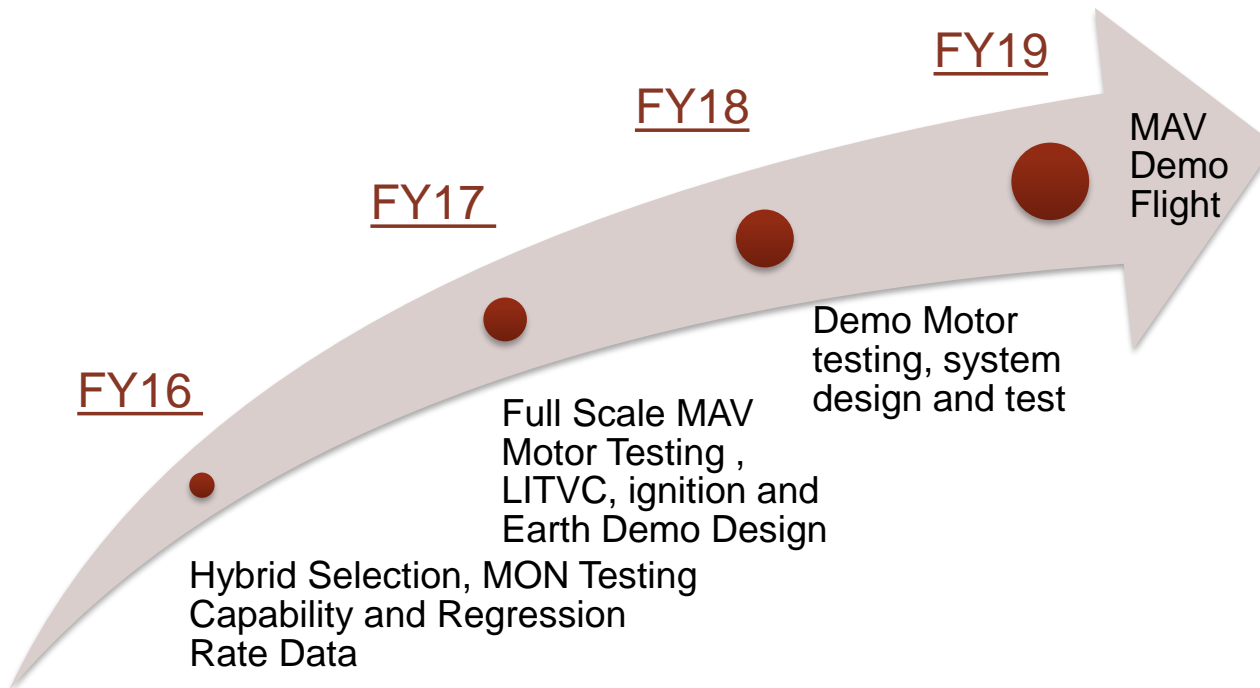 FY16
Hybrid Selection, MON Testing
Capability and Regression
Rate Data
FY17
Full Scale MAV
Motor Testing ,
LITVC, ignition and
Earth Demo Design
FY18
Demo Motor
testing, system
design and test
FY19
MAV
Demo
Flight